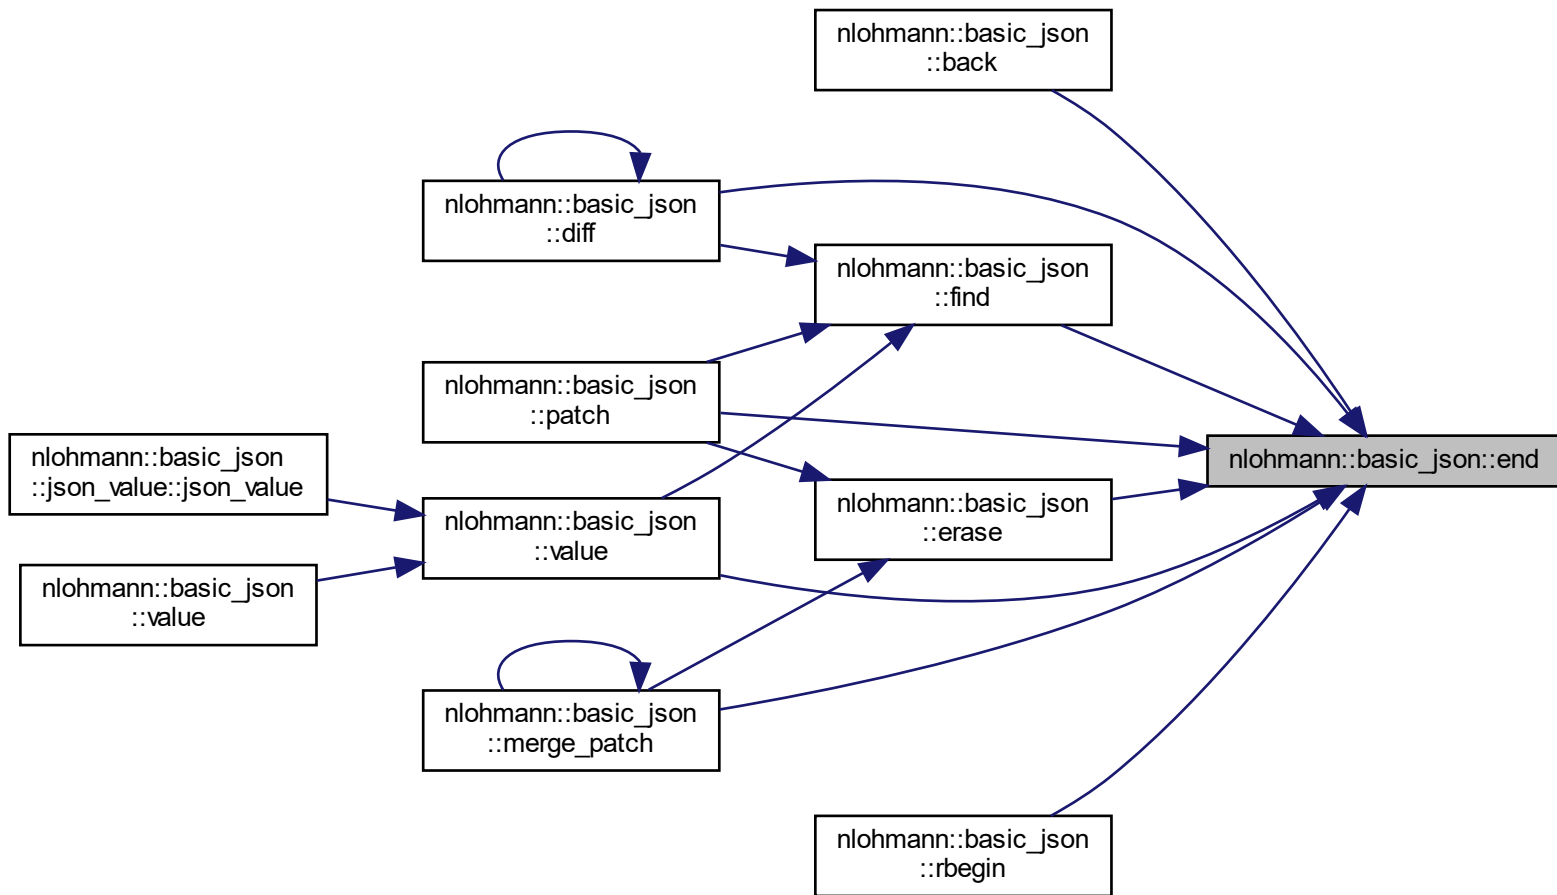 nlohmann::basic_json
::back
nlohmann::basic_json
::diff
nlohmann::basic_json
::find
nlohmann::basic_json
::patch
nlohmann::basic_json
::json_value::json_value
nlohmann::basic_json::end
nlohmann::basic_json
::value
nlohmann::basic_json
::erase
nlohmann::basic_json
::value
nlohmann::basic_json
::merge_patch
nlohmann::basic_json
::rbegin